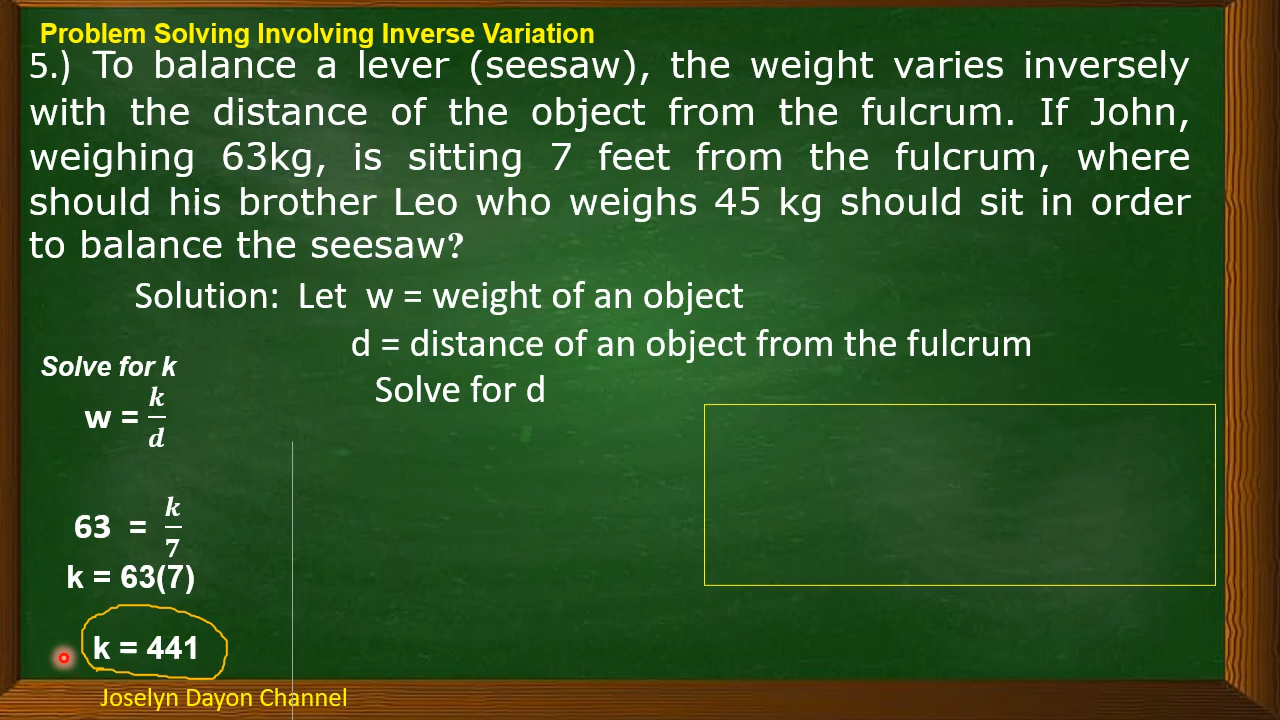 Problem Solving Involving Inverse Variation
5.) To balance a lever (seesaw), the weight varies inversely
with the distance of the object from the fulcrum. If John,
weighing 63kg, is sitting 7 feet from the fulcrum, where
should his brother Leo who weighs 45 kg should sit in order
to balance the seesaw?
Solution: Let w = weight of an object
d = distance of an object from the fulcrum
Solve for k
Solve for d
w = k/d
63 = k/7
k = 63(7)
k = 441
Joselyn Dayon Channel